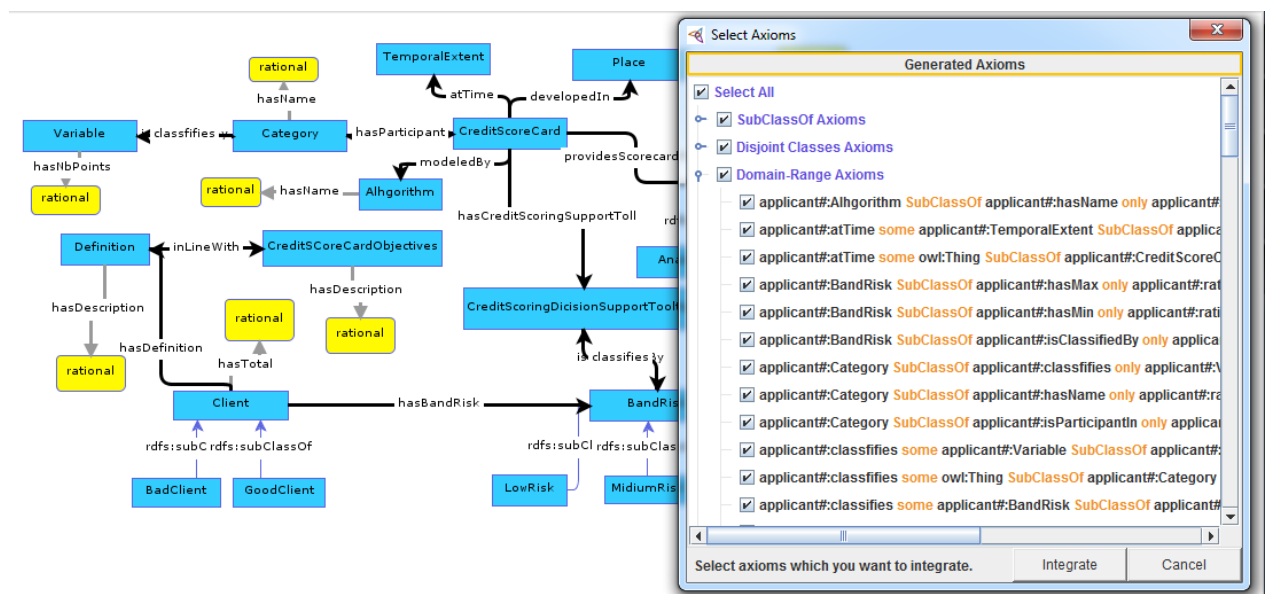 TemporalExtent
Place
rational
hasName
atTime
developedIn
Variable
is classfifies y
Category
hasParticipant
CreditScoreCard
providesScorecard
hasNbPoints
modeledBy
rational
rational
hasName
Alhgorithm
hasCreditScoringSupportToll
rd
Definition
inLineWith
CreditSCoreCardObjectives
Ana
hasDescription
hasDescription
CreditScoringDicisionSupportToolI
rational
rational
hasDefinition
is classifies y
rational
hasTotal
Client
hasBandRisk
BandRis
rdfs:subC rdfs:subClassOf
rdfs:subCl rdfs:subClas
BadClient
GoodClient
LowRisk
MidiumRis
Select Axioms
Generated Axioms
Select All
SubClassOf Axioms
Disjoint Classes Axioms
Domain-Range Axioms
applicant#:Alhgorithm SubClassOf applicant#:hasName only applicant#:
applicant#:atTime some applicant#:TemporalExtent SubClassOf applica
applicant#:atTime some owl:Thing SubClassOf applicant#:CreditScoreC
applicant#:BandRisk SubClassOf applicant#:hasMax only applicant#:rat
applicant#:BandRisk SubClassOf applicant#:hasMin only applicant#:rati
applicant#:BandRisk SubClassOf applicant#:isClassifiedBy only applica
applicant#:Category SubClassOf applicant#:classfifies only applicant#:V
applicant#:Category SubClassOf applicant#:hasName only applicant#:ra
applicant#:Category SubClassOf applicant#:isParticipantIn only applicar
applicant#:classfifies some applicant#:Variable SubClassOf applicant#:
applicant#:classfifies some owl:Thing SubClassOf applicant#:Category
applicant#:classifies some applicant#:BandRisk SubClassOf applicant#
Select axioms which you want to integrate.
Integrate
Cancel